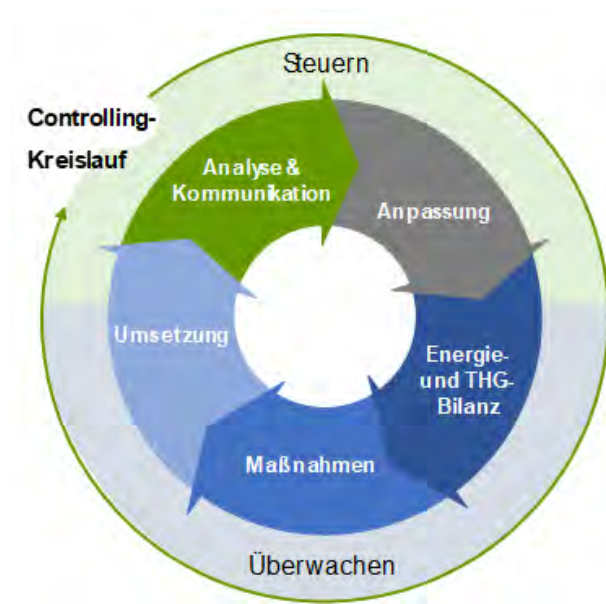 Steuern
Controlling-
Kreislauf
Analyse &
Kommunikation
Anpassung
Umsetzung
Energie-
und THG-
Bilanz
Maßnahmen
Überwachen